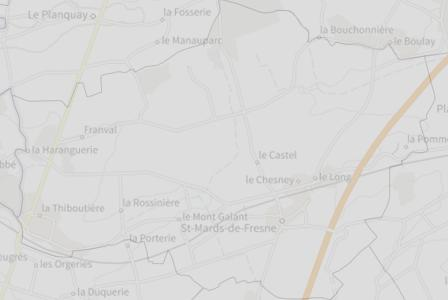 la Fosserie
Le Planquay
la Bouchonnière
le Manauparc
le Boulay
Franval
la Haranguerie
le Castel
le Chesney
le Long
la Rossinière
la Thiboutière
le Mont Galant
St-Mards-de-Fresne
la Porterie
les Orgeries
la Duquerie